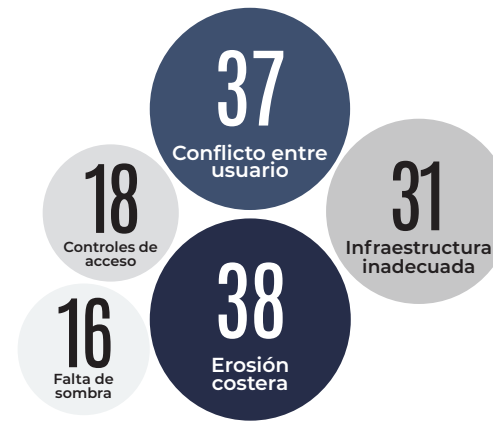 37
Conflicto entre
usuario
18
Controles de
acceso
31
Infraestructura
inadecuada
38
Erosión
costera
16
Falta de
sombra